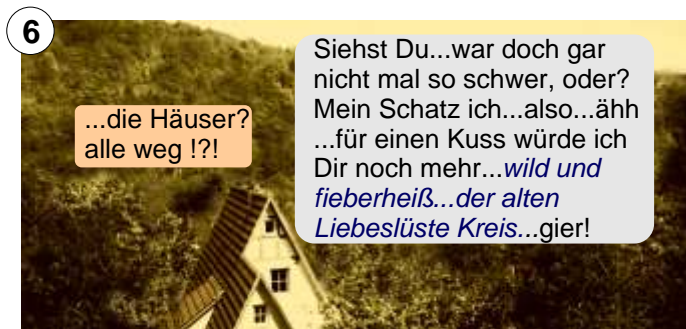 6
...die Häuser?
alle weg !?!
Siehst Du...war doch gar
nicht mal so schwer, oder?
Mein Schatz ich...also...ähh
...für einen Kuss würde ich
Dir noch mehr...wild und
fieberheiß...der alten
Liebeslüste Kreis...gier!